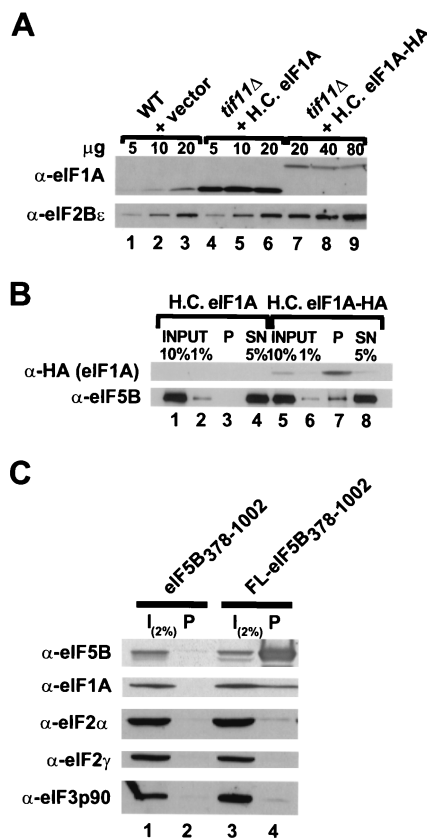 A
WT + vector
tif11Δ + H.C. eIF1A
tif11Δ + H.C. eIF1A-HA
μg 5 10 20 5 10 20 20 40 80
α-eIF1A
α-eIF2Bε
1 2 3 4 5 6 7 8 9
B
H.C. eIF1A H.C. eIF1A-HA
INPUT P SN INPUT P SN
10% 1% 5% 10% 1% 5%
α-HA (eIF1A)
α-eIF5B
1 2 3 4 5 6 7 8
C
eIF5B378-1002
FL-eIF5B378-1002
I(2%) P I(2%) P
α-eIF5B
α-eIF1A
α-eIF2α
α-eIF2γ
α-eIF3p90
1 2 3 4